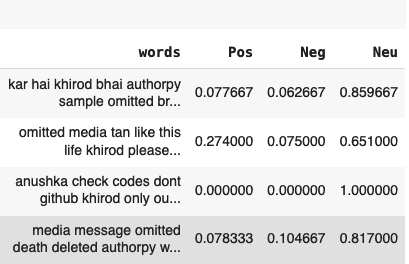 words Pos Neg Neu
kar hai khirod bhai authorpy
sample omitted br... 0.077667 0.062667 0.859667
omitted media tan like this
life khirod please... 0.274000 0.075000 0.651000
anushka check codes dont
github khirod only ou... 0.000000 0.000000 1.000000
media message omitted
death deleted authorpy w... 0.078333 0.104667 0.817000